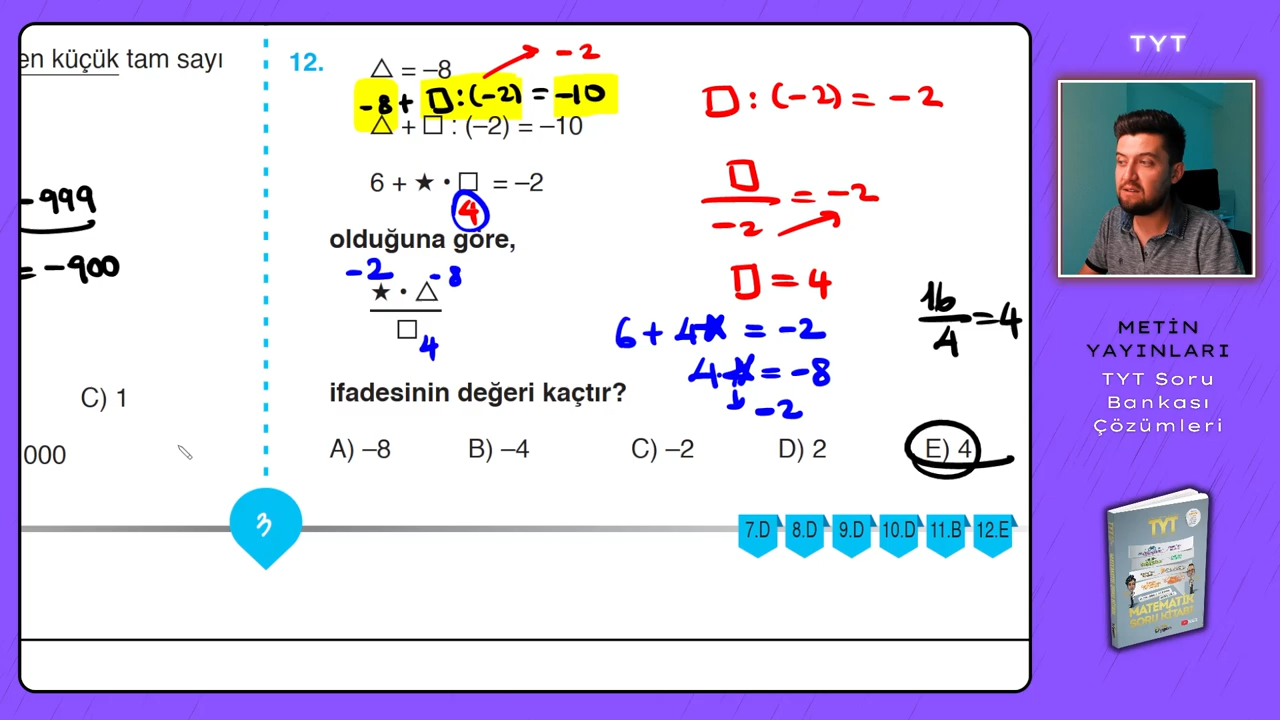 en küçük tam sayı
-999
= -900
C) 1
000
3
12.
△ = –8
-8 + □ : (-2) = -10
-2
△ + □ : (–2) = –10
6 + ★ · □ = –2
4
olduğuna göre,
-2 -8
★ · △
□ 4
ifadesinin değeri kaçtır?
A) –8 B) –4 C) –2 D) 2 E) 4
□ : (-2) = -2
□
-2
= -2
□ = 4
6 + 4★ = -2
4·★ = -8
-2
16
4
=4
7.D 8.D 9.D 10.D 11.B 12.E
TYT
METİN
YAYINLARI
TYT Soru
Bankası
Çözümleri
TYT
MATEMATİK
SORU KİTABI